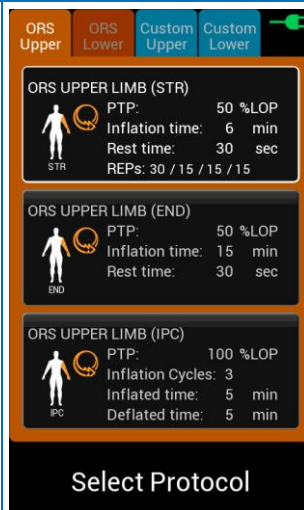 ORS Upper
ORS Lower
Custom Upper
Custom Lower
ORS UPPER LIMB (STR)
PTP: 50 %LOP
Inflation time: 6 min
Rest time: 30 sec
REPs: 30 / 15 / 15 / 15
STR
ORS UPPER LIMB (END)
PTP: 50 %LOP
Inflation time: 15 min
Rest time: 30 sec
END
ORS UPPER LIMB (IPC)
PTP: 100 %LOP
Inflation Cycles: 3
Inflated time: 5 min
Deflated time: 5 min
IPC
Select Protocol